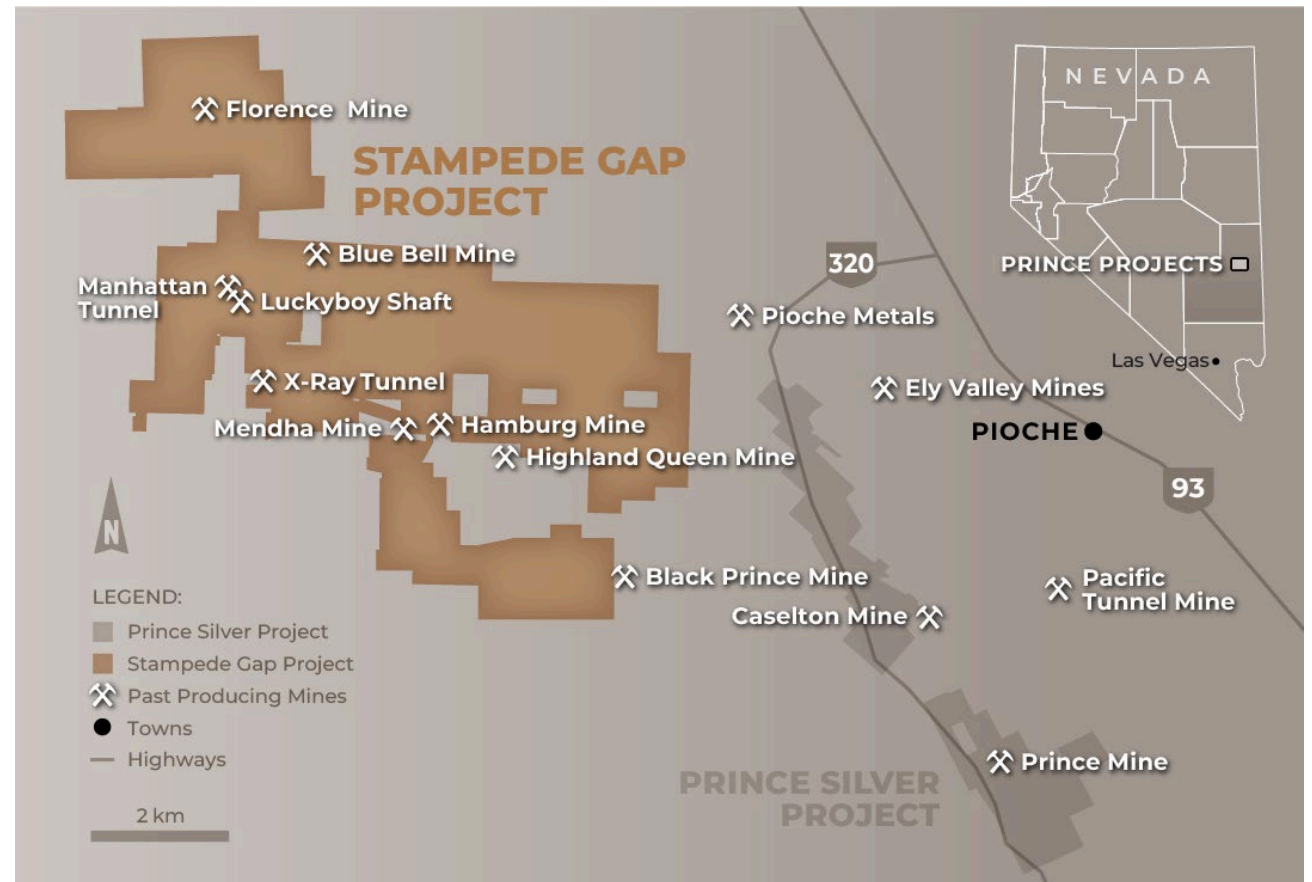 NEVADA
Florence Mine
STAMPEDE GAP
PROJECT
Blue Bell Mine
320
PRINCE PROJECTS
Manhattan
Tunnel
Luckyboy Shaft
Pioche Metals
Las Vegas
X-Ray Tunnel
Ely Valley Mines
Mendha Mine
Hamburg Mine
PIOCHE
Highland Queen Mine
93
N
Black Prince Mine
Pacific
Tunnel Mine
Caselton Mine
LEGEND:
Prince Silver Project
Stampede Gap Project
Past Producing Mines
Towns
Highways
2 km
Prince Mine
PRINCE SILVER
PROJECT